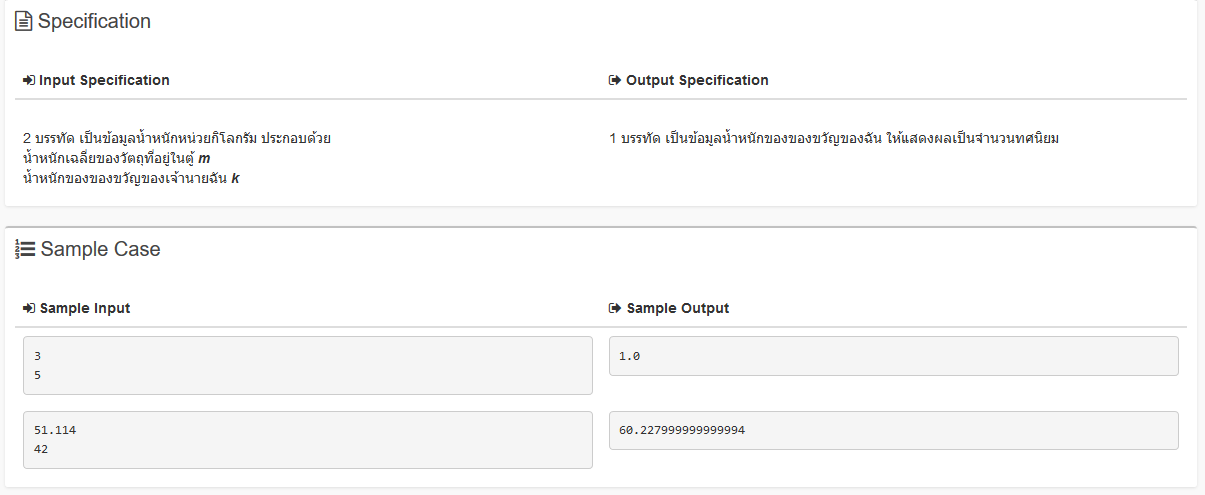 Specification
Input Specification
Output Specification
2 บรรทัด เป็นข้อมูลน้ำหนักหน่วยกิโลกรัม ประกอบด้วย
น้ำหนักเฉลี่ยของวัตถุที่อยู่ในตู้ m
น้ำหนักของของขวัญของเจ้านายฉัน k
1 บรรทัด เป็นข้อมูลน้ำหนักของของขวัญของฉัน ให้แสดงผลเป็นจำนวนทศนิยม
Sample Case
Sample Input
Sample Output
3
5
1.0
51.114
42
60.227999999999994